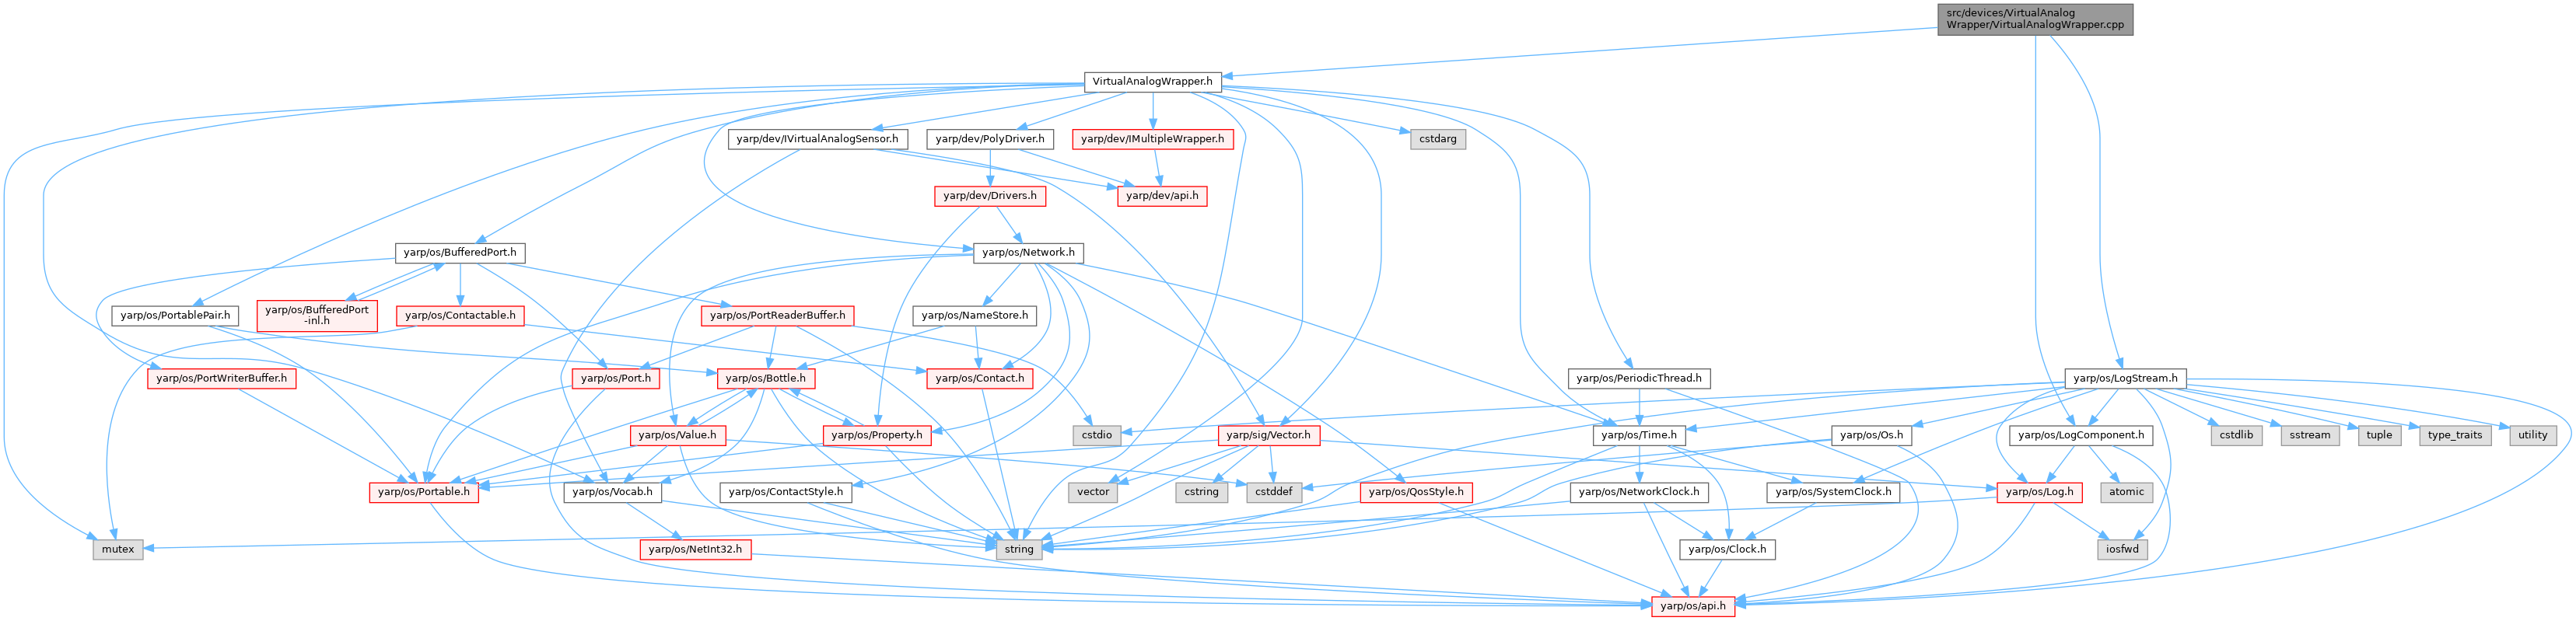 src/devices/VirtualAnalog
Wrapper/VirtualAnalogWrapper.cpp
VirtualAnalogWrapper.h
yarp/dev/IVirtualAnalogSensor.h
yarp/dev/PolyDriver.h
yarp/dev/IMultipleWrapper.h
cstdarg
yarp/dev/Drivers.h
yarp/dev/api.h
yarp/os/BufferedPort.h
yarp/os/Network.h
yarp/os/PortablePair.h
yarp/os/BufferedPort
-inl.h
yarp/os/Contactable.h
yarp/os/PortReaderBuffer.h
yarp/os/NameStore.h
yarp/os/PortWriterBuffer.h
yarp/os/Port.h
yarp/os/Bottle.h
yarp/os/Contact.h
yarp/os/PeriodicThread.h
yarp/os/LogStream.h
yarp/os/Value.h
yarp/os/Property.h
cstdio
yarp/sig/Vector.h
yarp/os/Time.h
yarp/os/Os.h
yarp/os/LogComponent.h
cstdlib
sstream
tuple
type_traits
utility
yarp/os/Portable.h
yarp/os/Vocab.h
yarp/os/ContactStyle.h
vector
cstring
cstddef
yarp/os/QosStyle.h
yarp/os/NetworkClock.h
yarp/os/SystemClock.h
yarp/os/Log.h
atomic
mutex
yarp/os/NetInt32.h
string
yarp/os/Clock.h
iosfwd
yarp/os/api.h